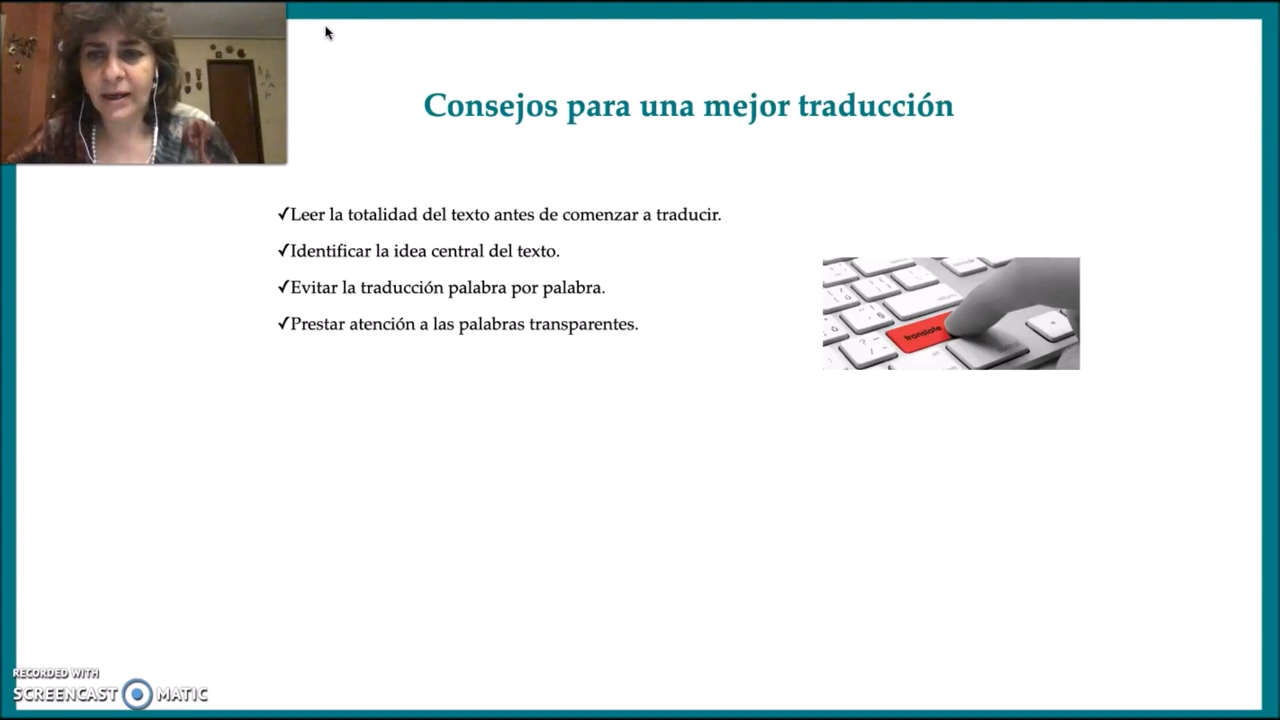 Consejos para una mejor traducción
✓Leer la totalidad del texto antes de comenzar a traducir.
✓Identificar la idea central del texto.
✓Evitar la traducción palabra por palabra.
✓Prestar atención a las palabras transparentes.
translate
RECORDED WITH
SCREENCAST MATIC